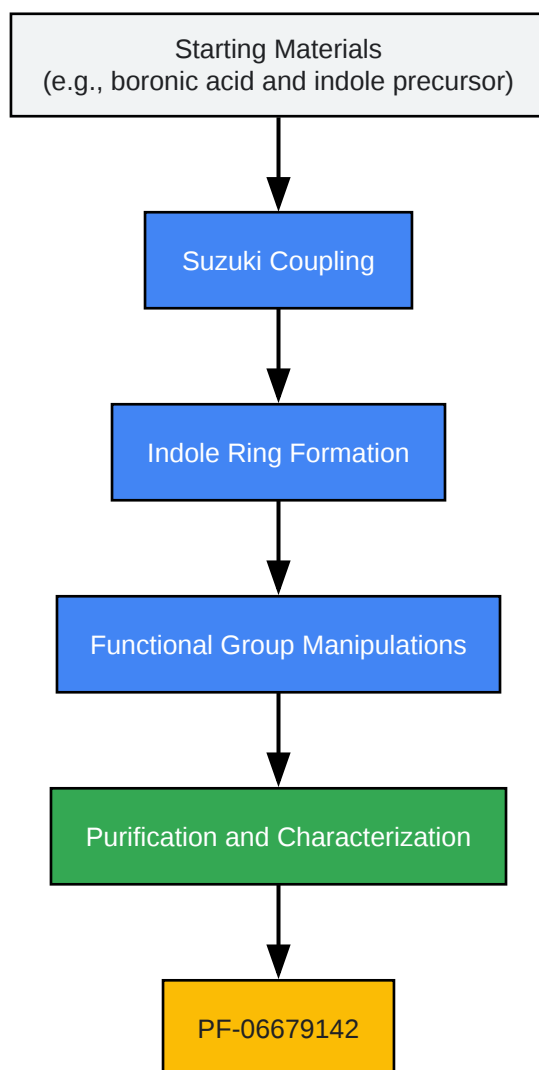 Starting Materials
(e.g., boronic acid and indole precursor)
Suzuki Coupling
Indole Ring Formation
Functional Group Manipulations
Purification and Characterization
PF-06679142